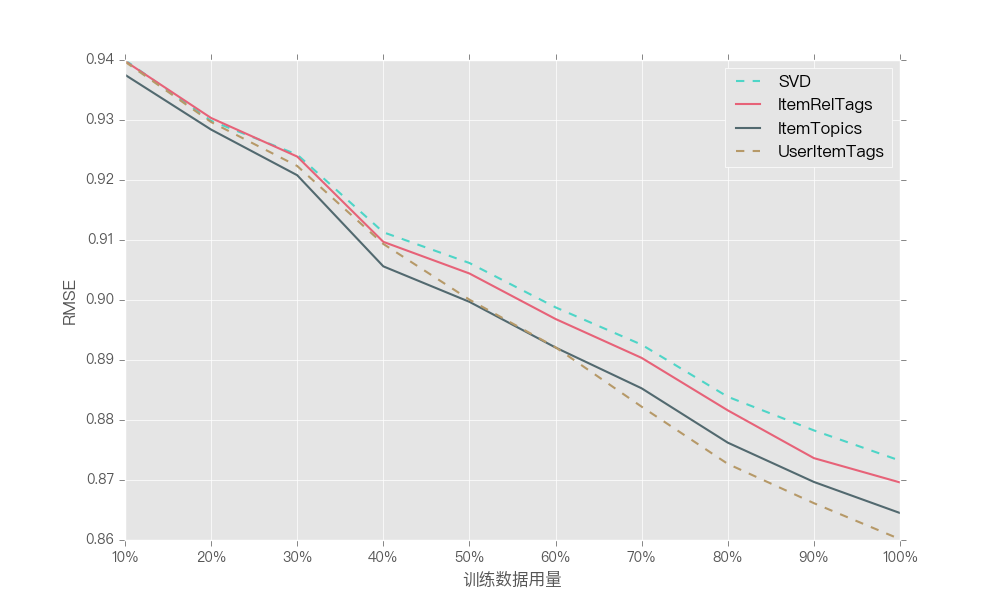 0.94
0.93
0.92
0.91
0.90
0.89
0.88
0.87
0.86
RMSE
SVD
ItemRelTags
ItemTopics
UserItemTags
10% 20% 30% 40% 50% 60% 70% 80% 90% 100%
训练数据用量